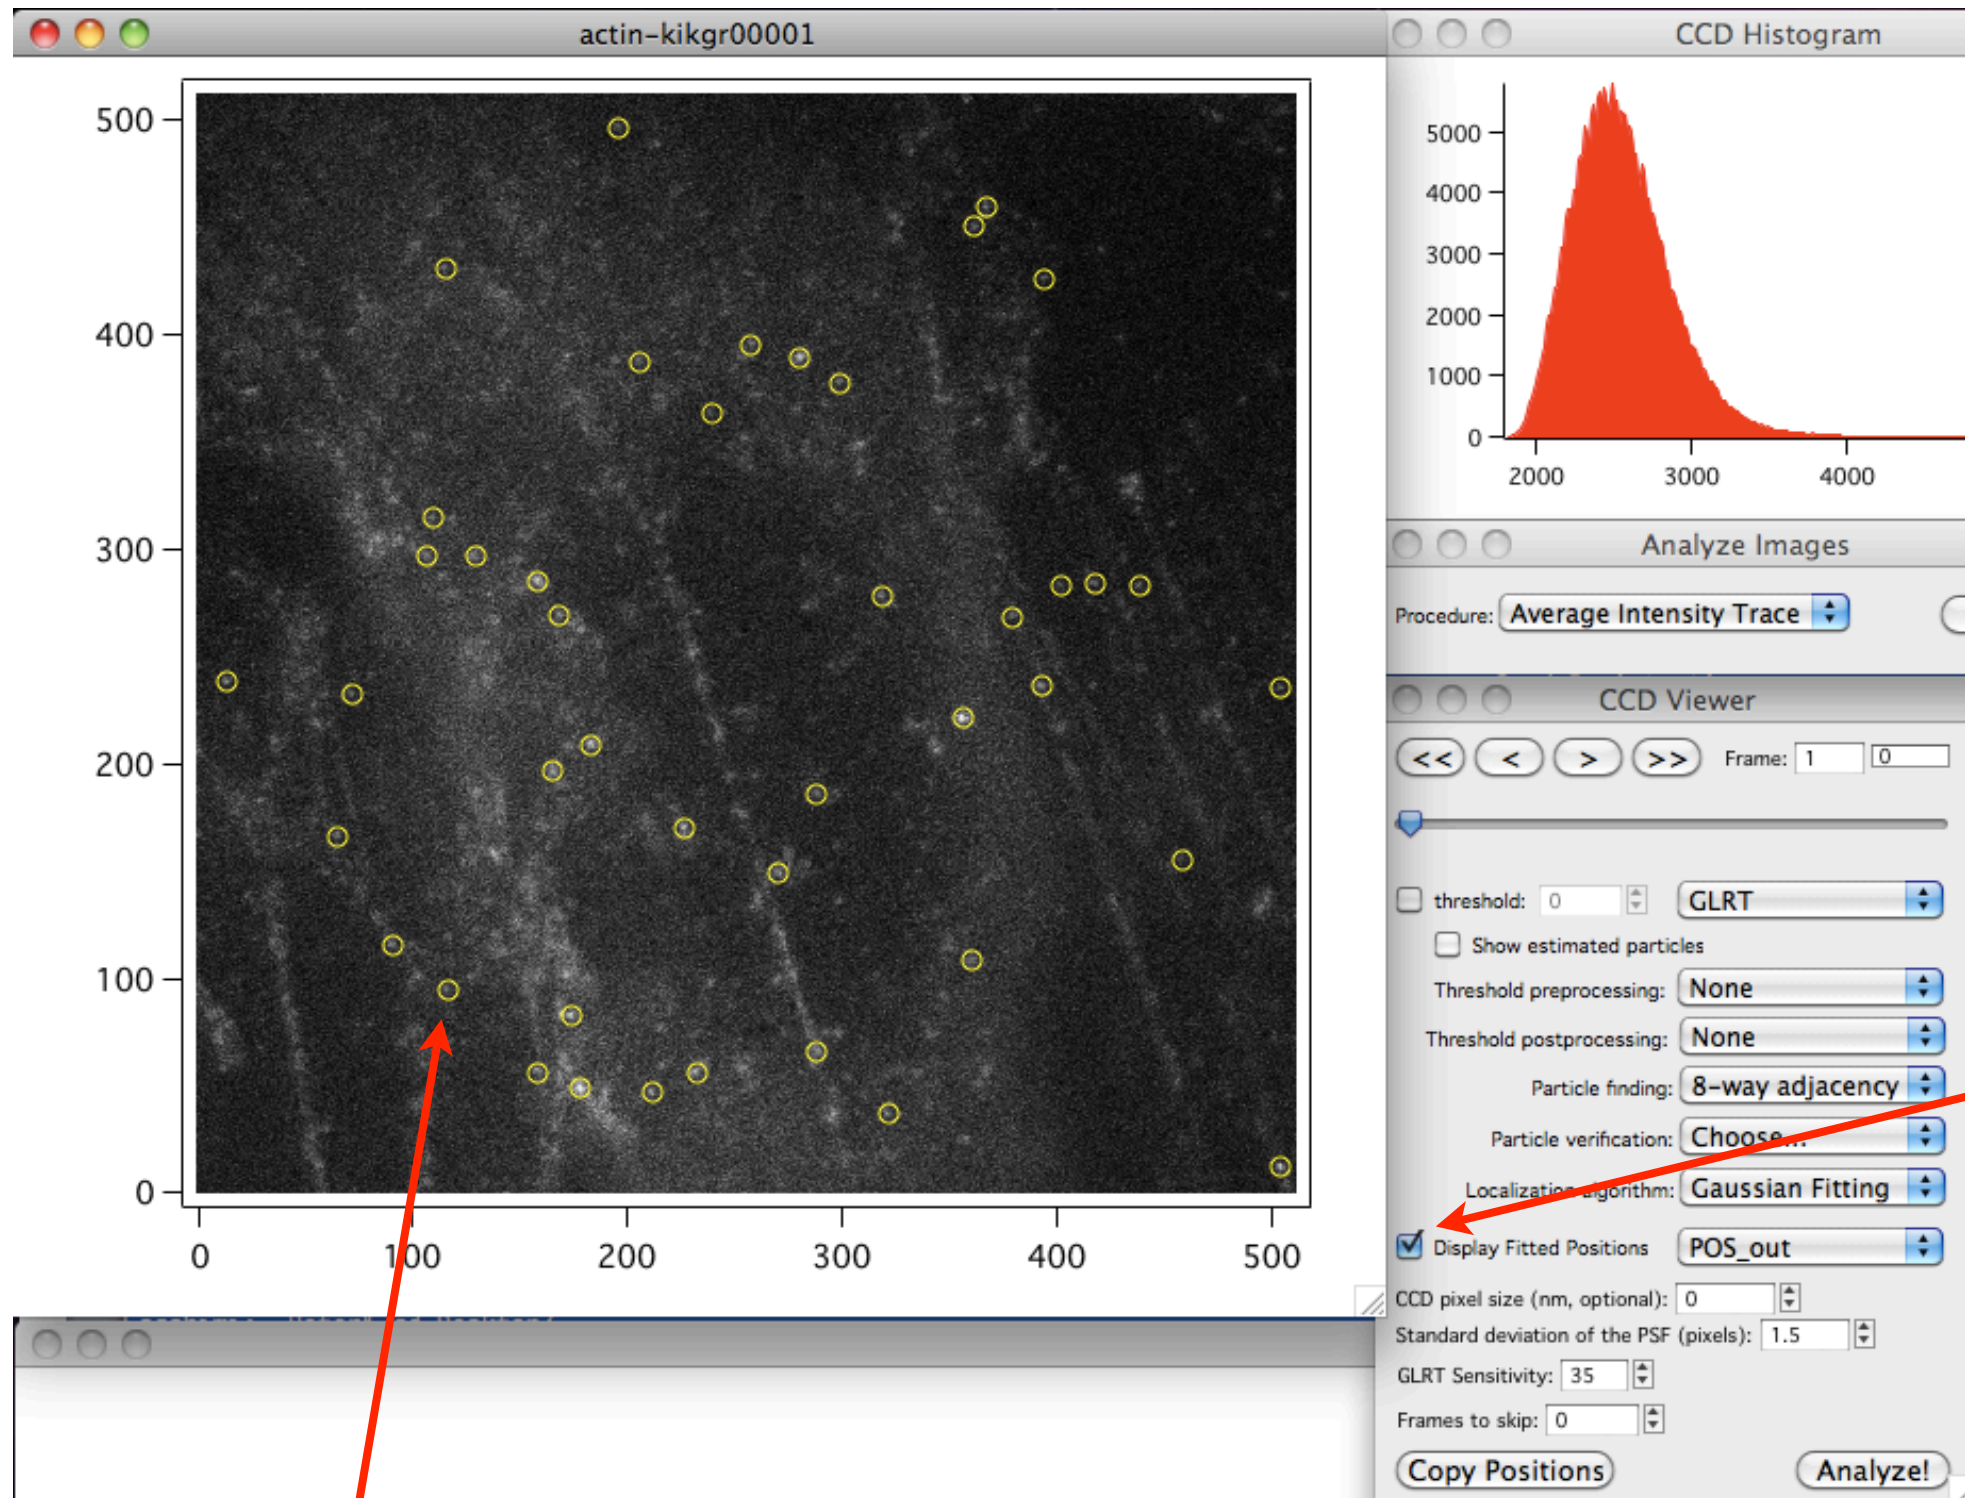 actin-kikgr00001
500
400
300
200
100
0
0 100 200 300 400 500
CCD Histogram
5000
4000
3000
2000
1000
0
2000 3000 4000
Analyze Images
Procedure: Average Intensity Trace
CCD Viewer
<< < > >> Frame: 1 0
threshold: 0 GLRT
Show estimated particles
Threshold preprocessing: None
Threshold postprocessing: None
Particle finding: 8-way adjacency
Particle verification: Choose...
Localization algorithm: Gaussian Fitting
Display Fitted Positions POS_out
CCD pixel size (nm, optional): 0
Standard deviation of the PSF (pixels): 1.5
GLRT Sensitivity: 35
Frames to skip: 0
Copy Positions Analyze!